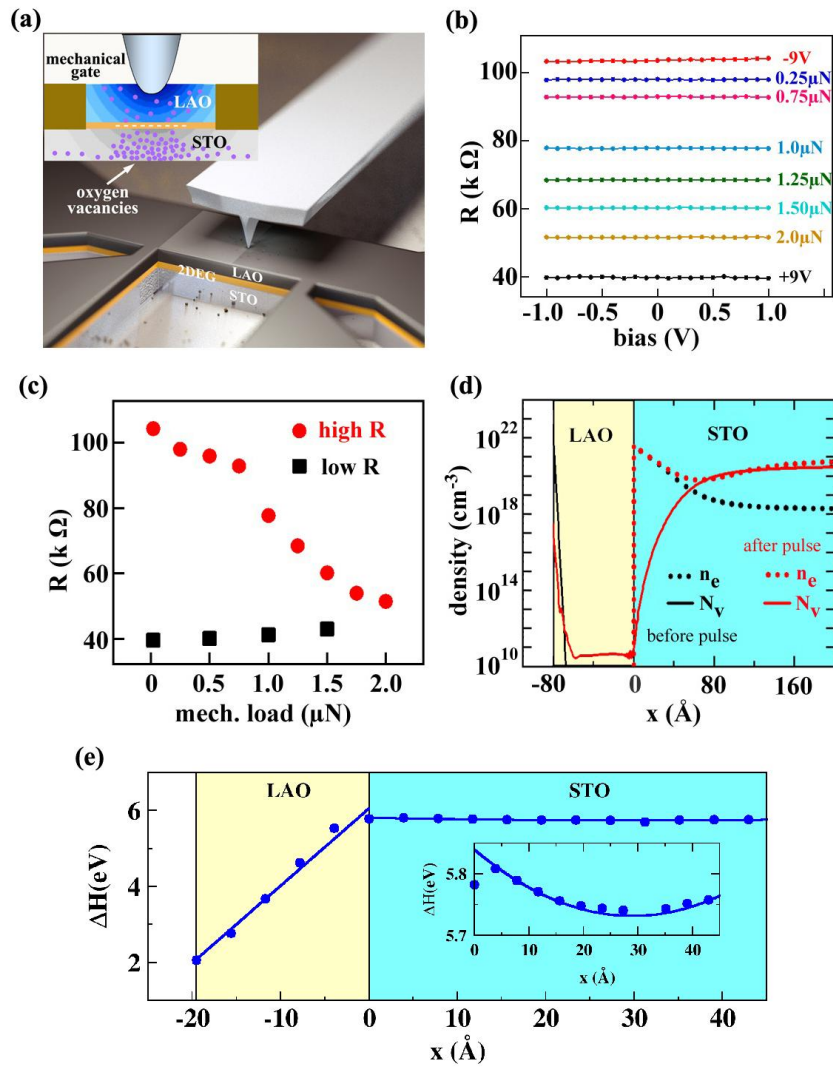 (a)
mechanical
gate
LAO
STO
oxygen
vacancies
2DEG
LAO
STO
(b)
R (k Ω)
100
80
60
40
-9V
0.25µN
0.75µN
1.0µN
1.25µN
1.50µN
2.0µN
+9V
-1.0 -0.5 0 0.5 1.0
bias (V)
(c)
R (k Ω)
100
80
60
40
high R
low R
0 0.5 1.0 1.5 2.0
mech. load (µN)
(d)
density (cm⁻³)
10²²
10¹⁸
10¹⁴
10¹⁰
LAO STO
after pulse
nₑ nₑ
Nᵥ Nᵥ
before pulse
-80 0 80 160
x (Å)
(e)
ΔH(eV)
6
4
2
LAO STO
ΔH(eV)
5.8
5.7
0 10 20 30 40
x (Å)
-20 -10 0 10 20 30 40
x (Å)